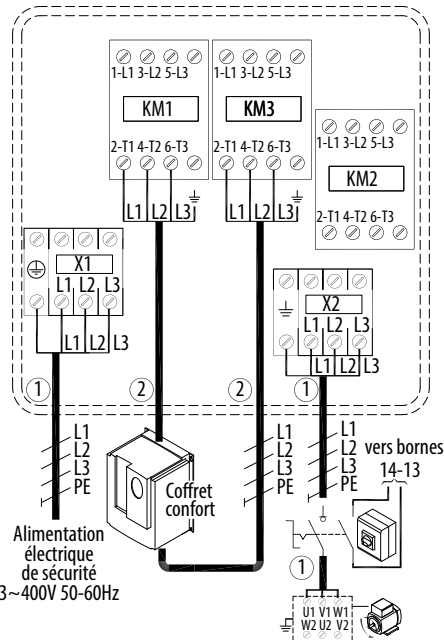 1-L1 3-L2 5-L3
KM1
2-T1 4-T2 6-T3
L1 L2 L3
1-L1 3-L2 5-L3
KM3
2-T1 4-T2 6-T3
L1 L2 L3
1-L1 3-L2 5-L3
KM2
2-T1 4-T2 6-T3
X1
L1 L2 L3
L1 L2 L3
X2
L1 L2 L3
L1 L2 L3
1
2
2
1
L1
L2
L3
PE
L1
L2
L3
PE
L1
L2
L3
PE
vers bornes
14-13
Coffret
confort
Alimentation
électrique
de sécurité
3~400V 50-60Hz
1
U1 V1 W1
W2 U2 V2